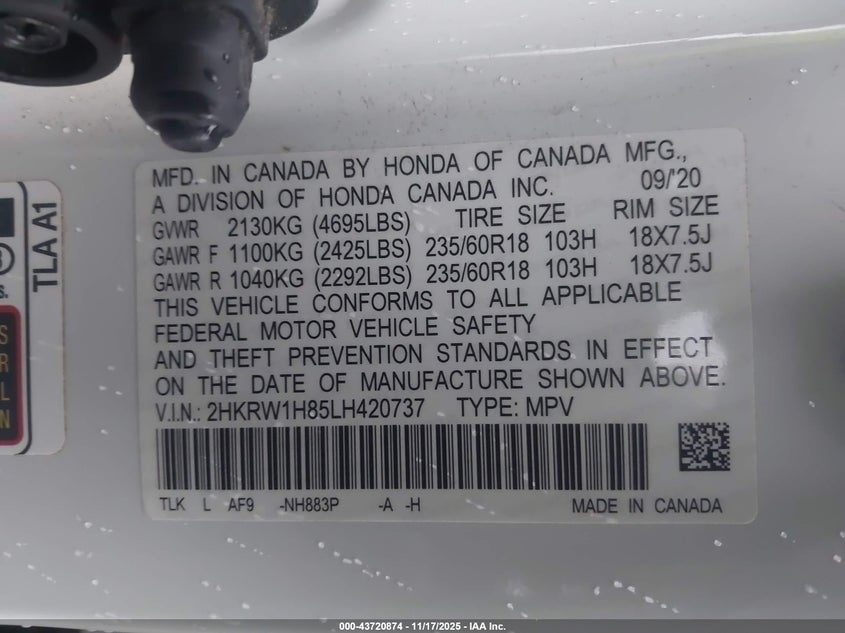 MFD. IN CANADA BY HONDA OF CANADA MFG.,
A DIVISION OF HONDA CANADA INC. 09/'20
GVWR 2130KG (4695LBS) TIRE SIZE RIM SIZE
GAWR F 1100KG (2425LBS) 235/60R18 103H 18X7.5J
GAWR R 1040KG (2292LBS) 235/60R18 103H 18X7.5J
THIS VEHICLE CONFORMS TO ALL APPLICABLE
FEDERAL MOTOR VEHICLE SAFETY
AND THEFT PREVENTION STANDARDS IN EFFECT
ON THE DATE OF MANUFACTURE SHOWN ABOVE.
V.I.N.: 2HKRW1H85LH420737 TYPE: MPV
TLK L AF9 -NH883P -A -H MADE IN CANADA
TLA A1
000-43720874 - 11/17/2025 - IAA Inc.